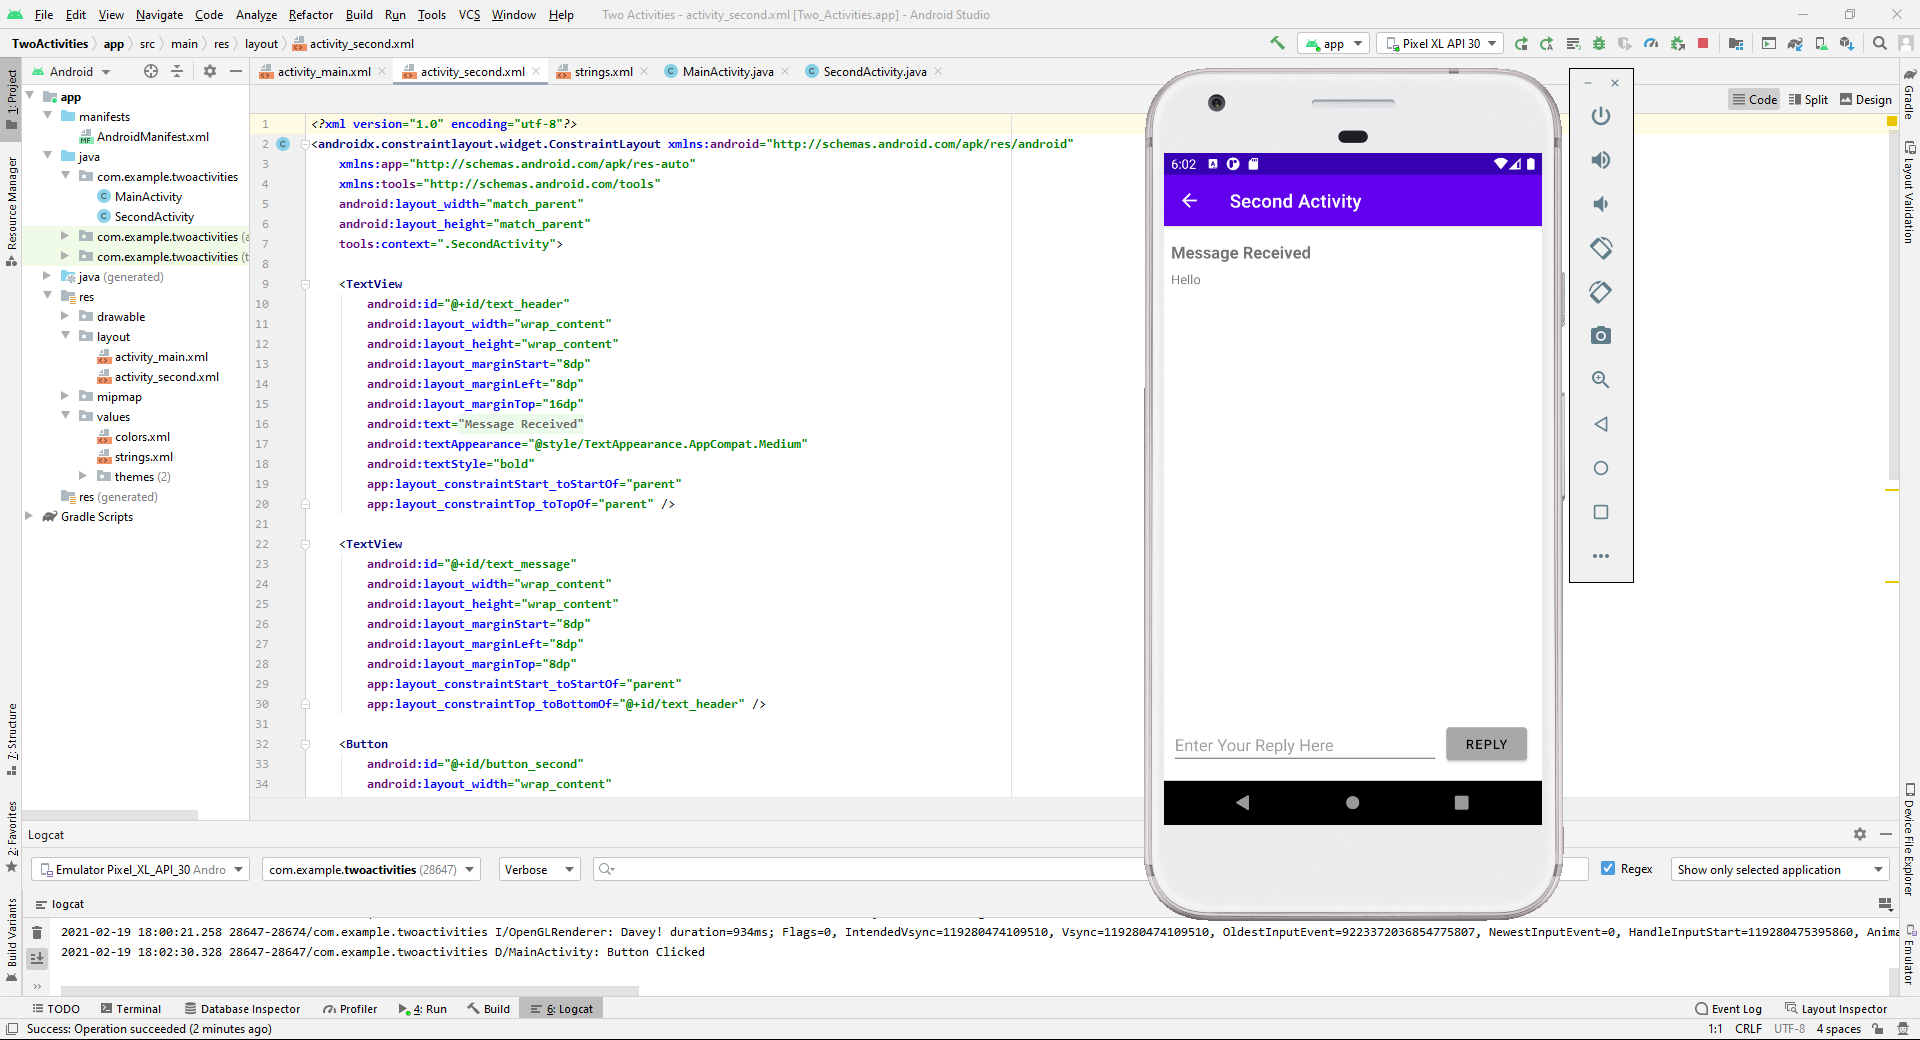 File Edit View Navigate Code Analyze Refactor Build Run Tools VCS Window Help Two Activities - activity_second.xml [Two_Activities.app] - Android Studio
TwoActivities app src main res layout activity_second.xml app Pixel XL API 30
Android activity_main.xml activity_second.xml strings.xml MainActivity.java SecondActivity.java
Code Split Design
1: Project
Resource Manager
7: Structure
2: Favorites
Build Variants
app
manifests
AndroidManifest.xml
java
com.example.twoactivities
MainActivity
SecondActivity
com.example.twoactivities (a
com.example.twoactivities (t
java (generated)
res
drawable
layout
activity_main.xml
activity_second.xml
mipmap
values
colors.xml
strings.xml
themes (2)
res (generated)
Gradle Scripts
1 <?xml version="1.0" encoding="utf-8"?>
2 <androidx.constraintlayout.widget.ConstraintLayout xmlns:android="http://schemas.android.com/apk/res/android"
3 xmlns:app="http://schemas.android.com/apk/res-auto"
4 xmlns:tools="http://schemas.android.com/tools"
5 android:layout_width="match_parent"
6 android:layout_height="match_parent"
7 tools:context=".SecondActivity">
8
9 <TextView
10 android:id="@+id/text_header"
11 android:layout_width="wrap_content"
12 android:layout_height="wrap_content"
13 android:layout_marginStart="8dp"
14 android:layout_marginLeft="8dp"
15 android:layout_marginTop="16dp"
16 android:text="Message Received"
17 android:textAppearance="@style/TextAppearance.AppCompat.Medium"
18 android:textStyle="bold"
19 app:layout_constraintStart_toStartOf="parent"
20 app:layout_constraintTop_toTopOf="parent" />
21
22 <TextView
23 android:id="@+id/text_message"
24 android:layout_width="wrap_content"
25 android:layout_height="wrap_content"
26 android:layout_marginStart="8dp"
27 android:layout_marginLeft="8dp"
28 android:layout_marginTop="8dp"
29 app:layout_constraintStart_toStartOf="parent"
30 app:layout_constraintTop_toBottomOf="@+id/text_header" />
31
32 <Button
33 android:id="@+id/button_second"
34 android:layout_width="wrap_content"
6:02
Second Activity
Message Received
Hello
Enter Your Reply Here REPLY
Gradle
Layout Validation
Device File Explorer
Emulator
Logcat
Emulator Pixel_XL_API_30 Andro com.example.twoactivities (28647) Verbose Regex Show only selected application
logcat
2021-02-19 18:00:21.258 28647-28674/com.example.twoactivities I/OpenGLRenderer: Davey! duration=934ms; Flags=0, IntendedVsync=119280474109510, Vsync=119280474109510, OldestInputEvent=9223372036854775807, NewestInputEvent=0, HandleInputStart=119280475395860, Anima
2021-02-19 18:02:30.328 28647-28647/com.example.twoactivities D/MainActivity: Button Clicked
TODO Terminal Database Inspector Profiler 4: Run Build 6: Logcat Event Log Layout Inspector
Success: Operation succeeded (2 minutes ago) 1:1 CRLF UTF-8 4 spaces